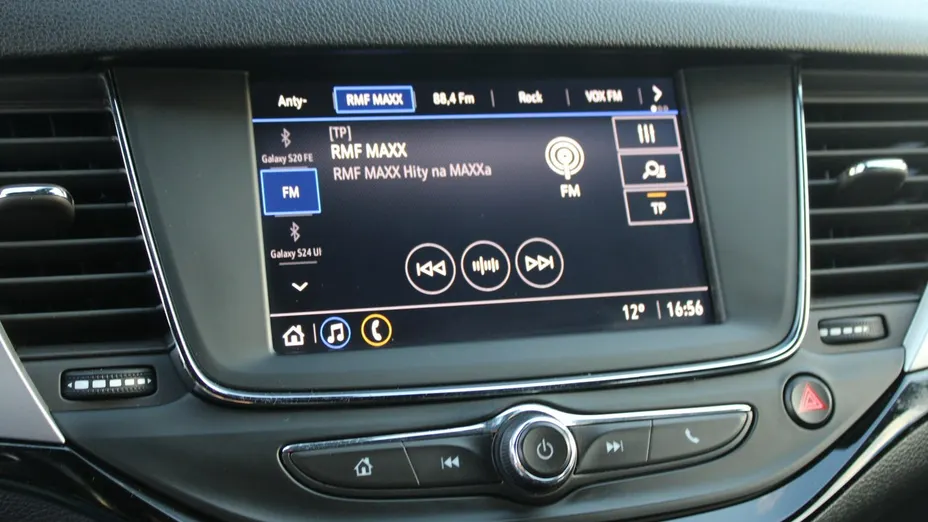 Anty- RMF MAXX 88,4 Fm Rock VOX FM
Galaxy S20 FE
[TP]
RMF MAXX
RMF MAXX Hity na MAXXa
FM
FM
TP
Galaxy S24 Ul
12° 16:56